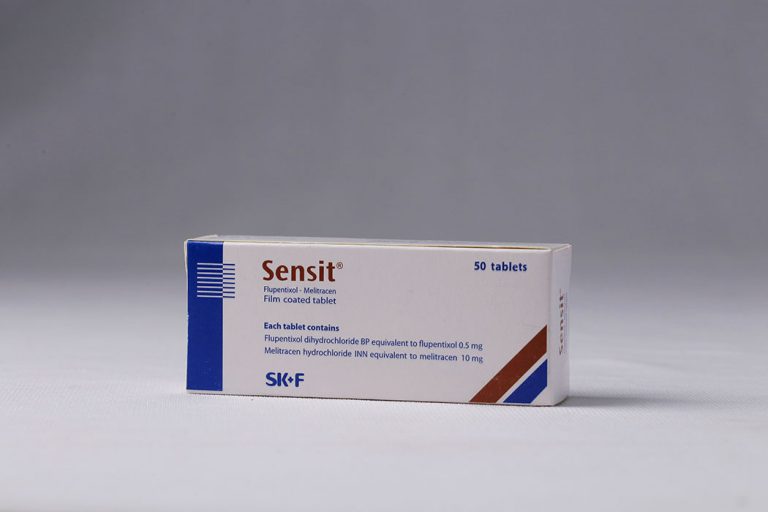 Sensit®
Flupentixol - Melitracen
Film coated tablet
50 tablets
Each tablet contains
Flupentixol dihydrochloride BP equivalent to flupentixol 0.5 mg
Melitracen hydrochloride INN equivalent to melitracen 10 mg
SK+F
Sensit